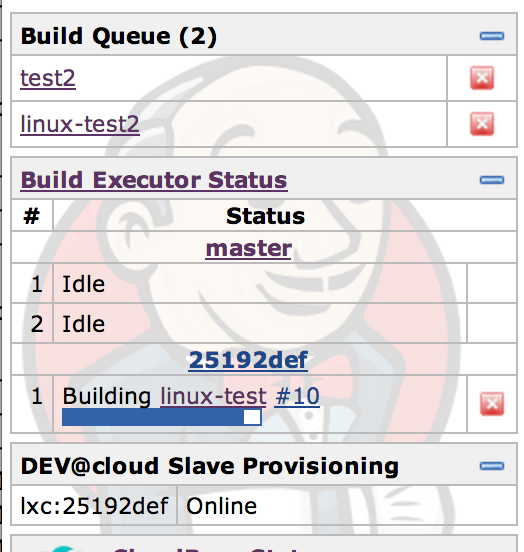 Build Queue (2)
test2
linux-test2
Build Executor Status
# Status
master
1 Idle
2 Idle
25192def
1 Building linux-test #10
DEV@cloud Slave Provisioning
lxc:25192def Online